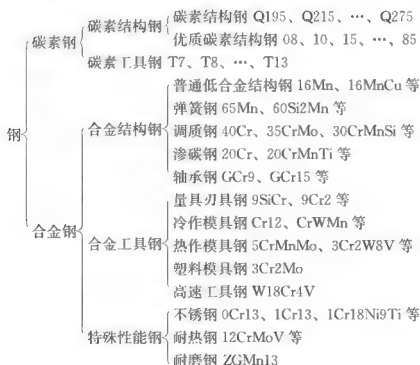 碳素结构钢 Q195、Q215、…、Q275
碳素结构钢
优质碳素结构钢 08、10、15、…、85
碳素钢
碳素工具钢 T7、T8、…、T13
普通低合金结构钢 16Mn、16MnCu 等
弹簧钢 65Mn、60Si2Mn 等
合金结构钢
调质钢 40Cr、35CrMo、30CrMnSi 等
钢
渗碳钢 20Cr、20CrMnTi 等
轴承钢 GCr9、GCr15 等
量具刃具钢 9SiCr、9Cr2 等
冷作模具钢 Cr12、CrWMn 等
合金钢
合金工具钢
热作模具钢 5CrMnMo、3Cr2W8V 等
塑料模具钢 3Cr2Mo
高速工具钢 W18Cr4V
不锈钢 0Cr13、1Cr13、1Cr18Ni9Ti 等
特殊性能钢
耐热钢 12CrMoV 等
耐磨钢 ZGMn13